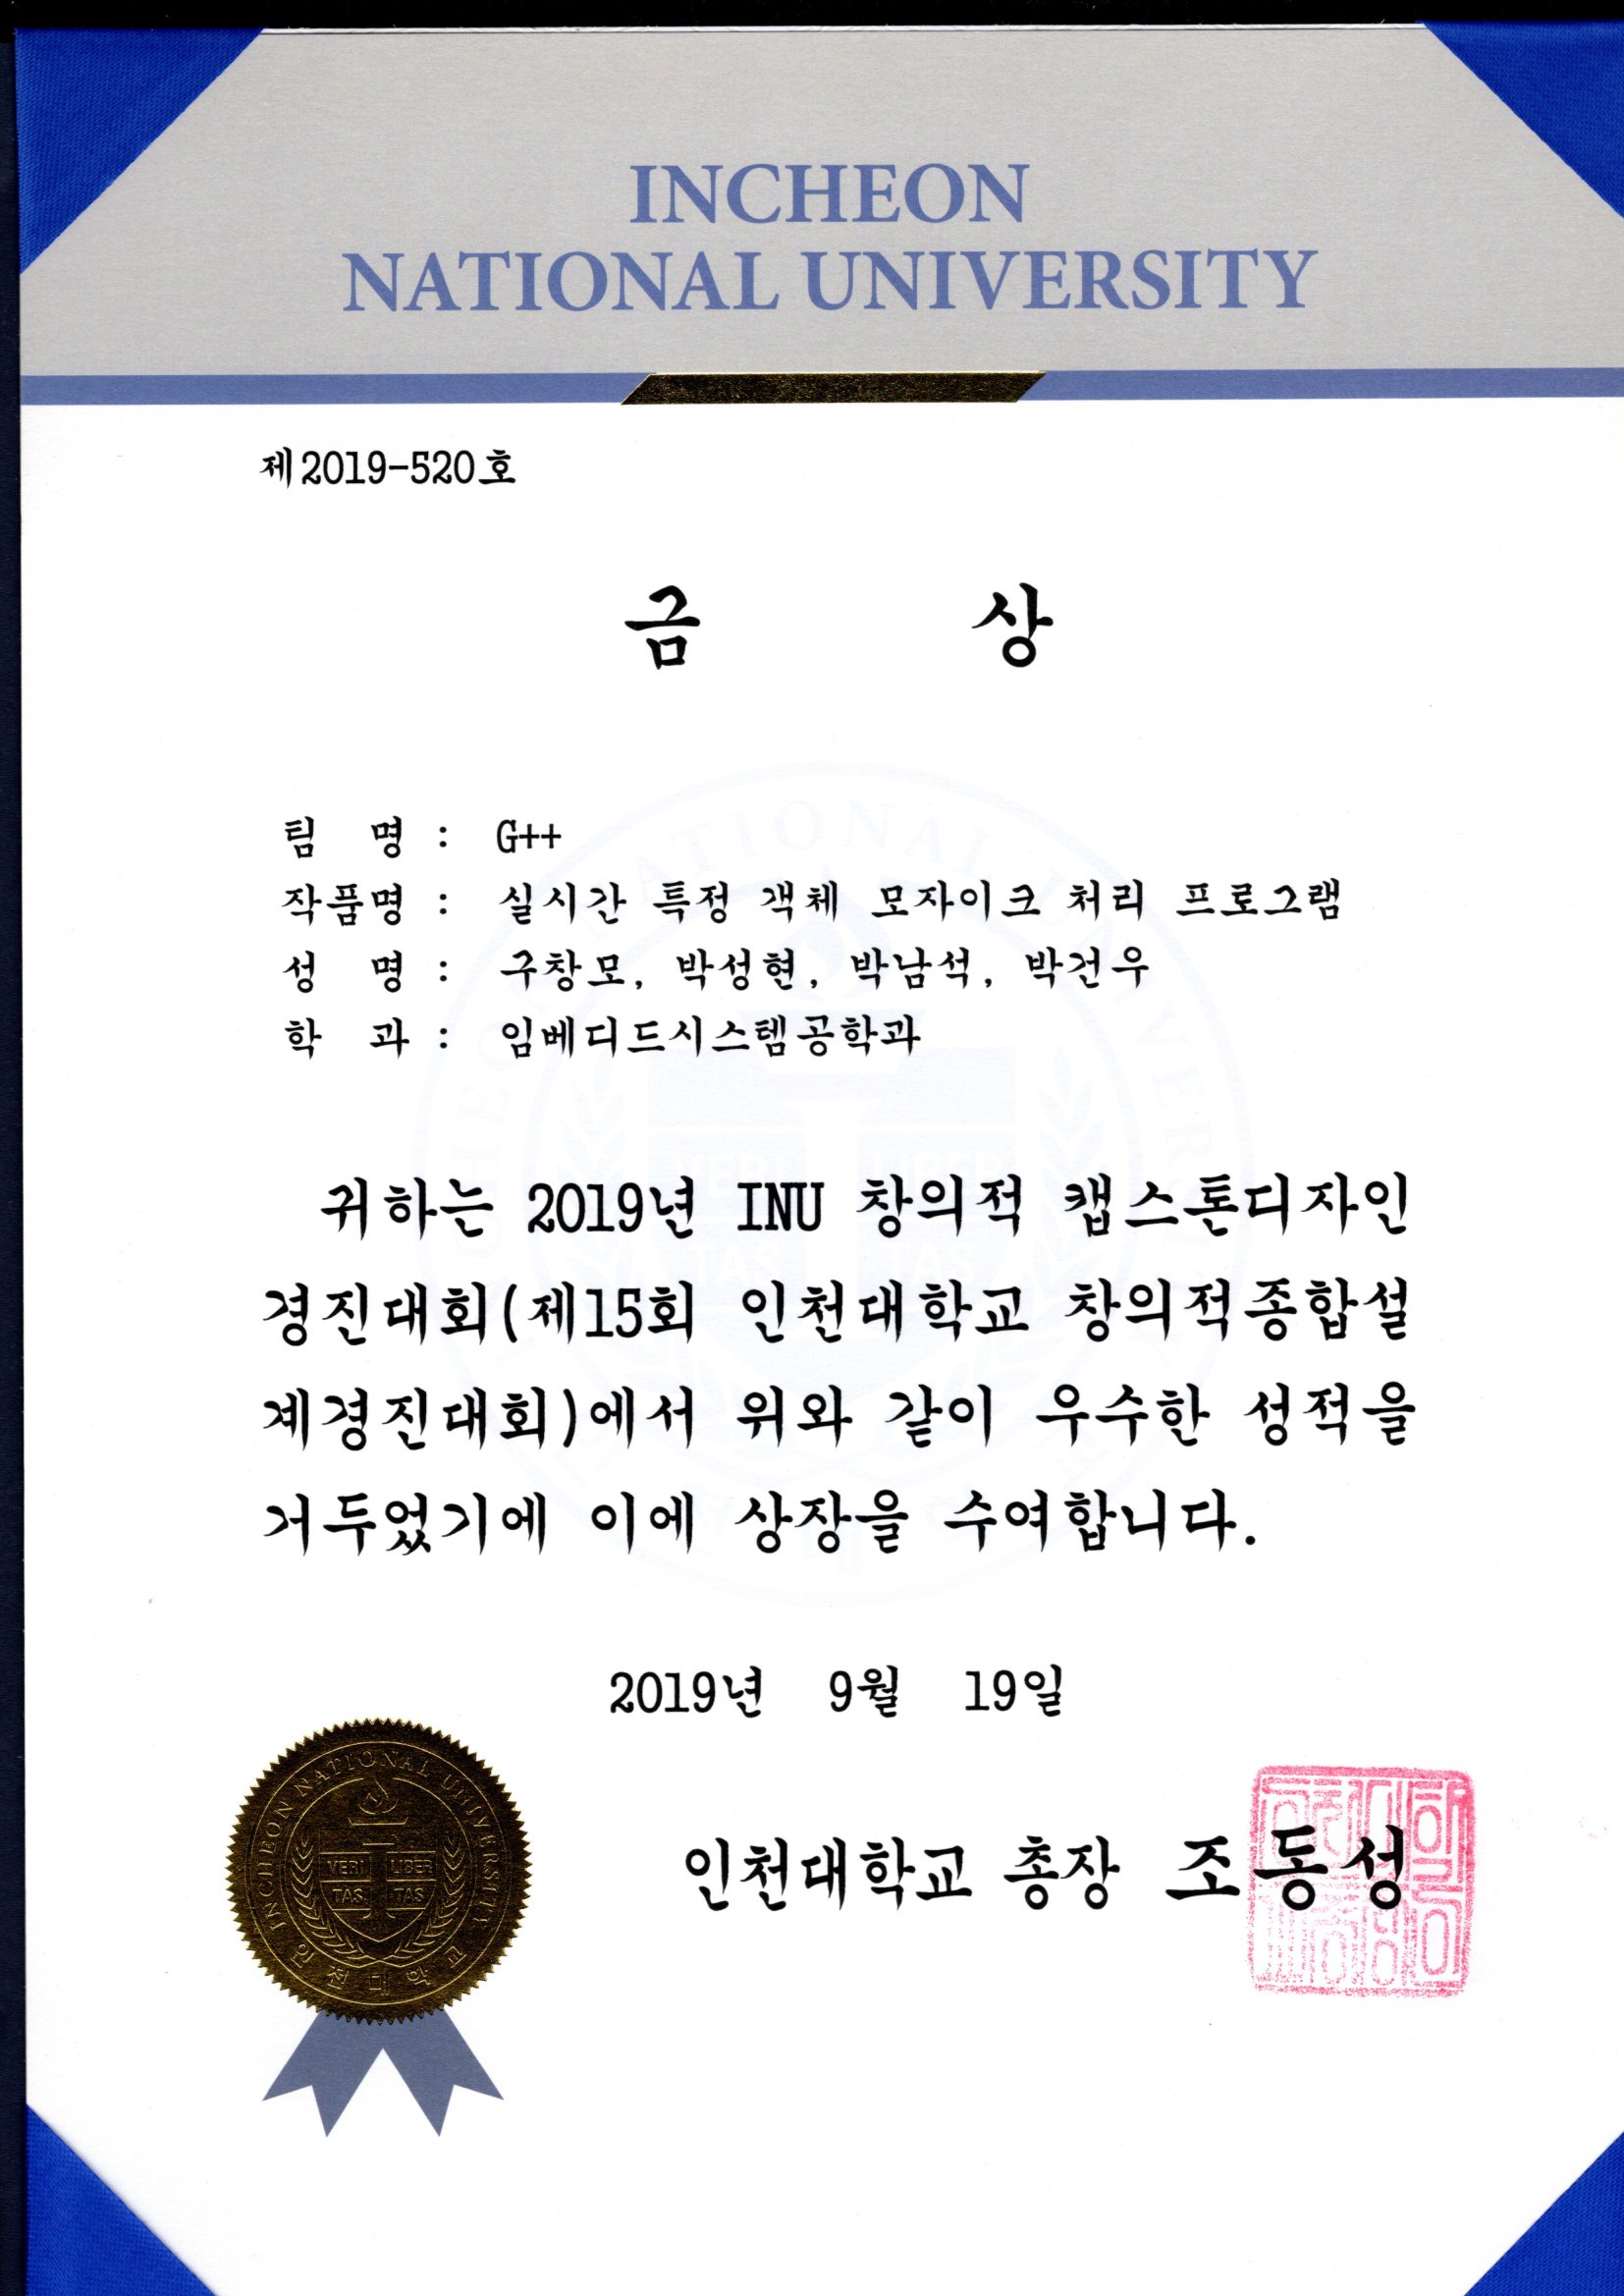 INCHEON
NATIONAL UNIVERSITY
제2019-520호
금 상
팀 명 : G++
작품명 : 실시간 특정 객체 모자이크 처리 프로그램
성 명 : 구창모, 박성현, 박남석, 박건우
학 과 : 임베디드시스템공학과
귀하는 2019년 INU 창의적 캡스톤디자인
경진대회(제15회 인천대학교 창의적종합설
계경진대회)에서 위와 같이 우수한 성적을
거두었기에 이에 상장을 수여합니다.
2019년 9월 19일
인천대학교 총장 조동성
INCHEON NATIONAL UNIVERSITY
VERI LIBER
TAS TAS
인천대학교